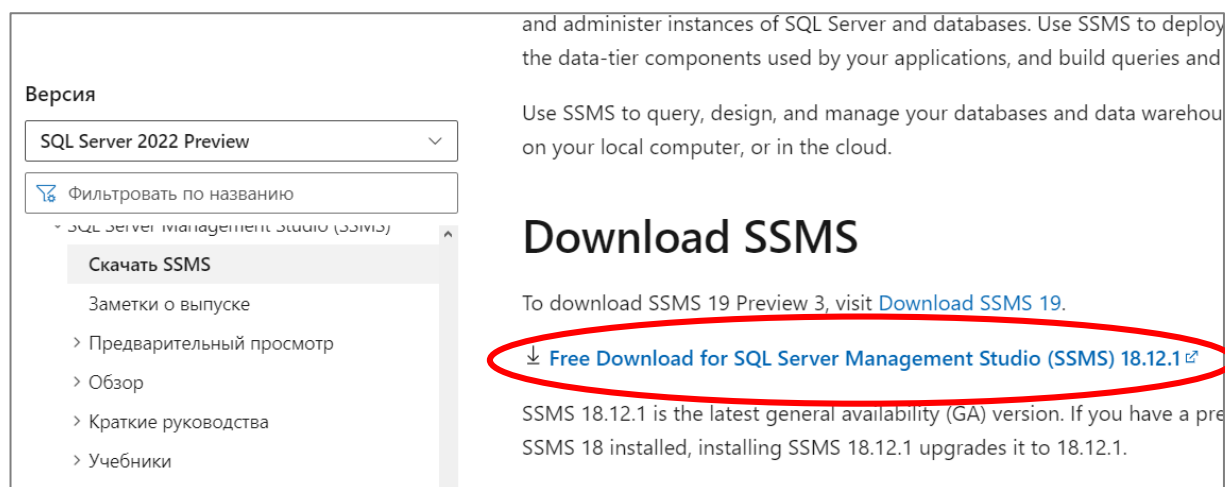 Версия
SQL Server 2022 Preview
Фильтровать по названию
SQL Server Management Studio (SSMS)
Скачать SSMS
Заметки о выпуске
Предварительный просмотр
Обзор
Краткие руководства
Учебники
and administer instances of SQL Server and databases. Use SSMS to deploy
the data-tier components used by your applications, and build queries and
Use SSMS to query, design, and manage your databases and data warehou
on your local computer, or in the cloud.
Download SSMS
To download SSMS 19 Preview 3, visit Download SSMS 19.
Free Download for SQL Server Management Studio (SSMS) 18.12.1
SSMS 18.12.1 is the latest general availability (GA) version. If you have a pre
SSMS 18 installed, installing SSMS 18.12.1 upgrades it to 18.12.1.